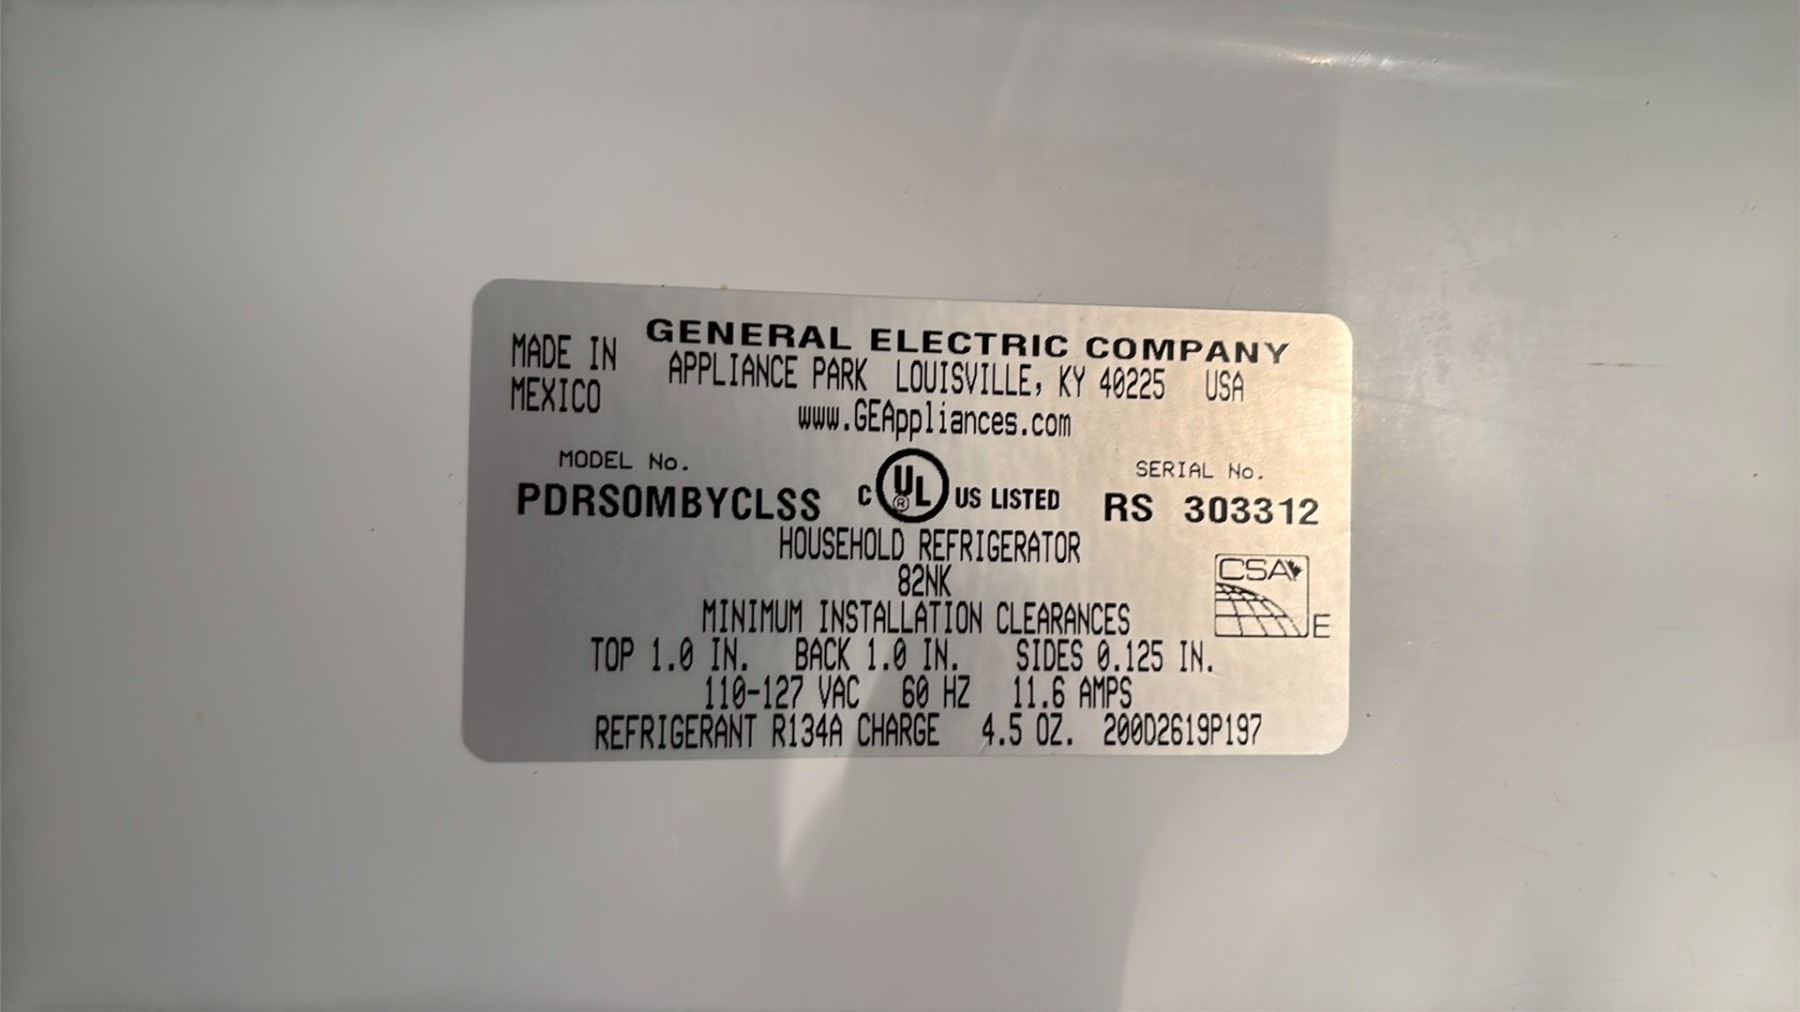 MADE IN
MEXICO
GENERAL ELECTRIC COMPANY
APPLIANCE PARK LOUISVILLE, KY 40225 USA
www.GEAppliances.com
MODEL No.
PDRS0MBYCLSS
C UL ® US LISTED
SERIAL No.
RS 303312
HOUSEHOLD REFRIGERATOR
82NK
CSA
E
MINIMUM INSTALLATION CLEARANCES
TOP 1.0 IN. BACK 1.0 IN. SIDES 0.125 IN.
110-127 VAC 60 HZ 11.6 AMPS
REFRIGERANT R134A CHARGE 4.5 OZ. 200D2619P197